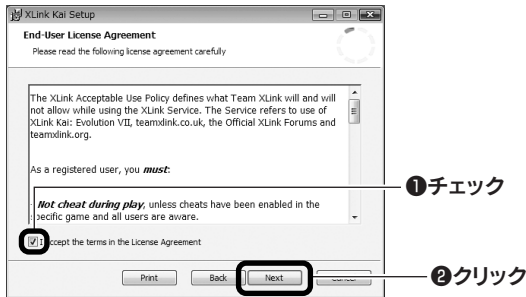 XLink Kai Setup
End-User License Agreement
Please read the following license agreement carefully
The XLink Acceptable Use Policy defines what Team XLink will and will
not allow while using the XLink Service. The Service refers to use of
XLink Kai: Evolution VII, teamxlink.co.uk, the Official XLink Forums and
teamxlink.org.
As a registered user, you must:
· Not cheat during play, unless cheats have been enabled in the
specific game and all users are aware.
❶チェック
I accept the terms in the License Agreement
Print Back Next Cancel
❷クリック